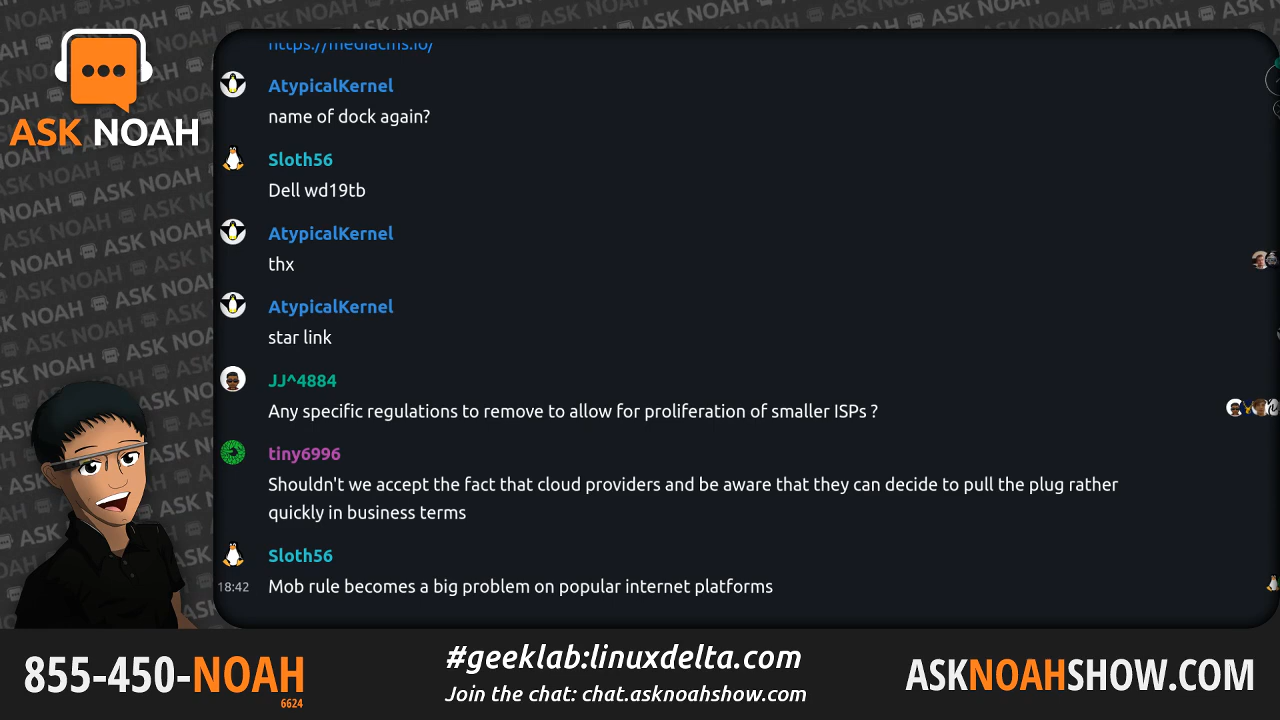 https://mediacms.io/
ASK NOAH
AtypicalKernel
name of dock again?
Sloth56
Dell wd19tb
AtypicalKernel
thx
AtypicalKernel
star link
JJ^4884
Any specific regulations to remove to allow for proliferation of smaller ISPs ?
tiny6996
Shouldn't we accept the fact that cloud providers and be aware that they can decide to pull the plug rather
quickly in business terms
Sloth56
18:42 Mob rule becomes a big problem on popular internet platforms
855-450-NOAH
6624
#geeklab:linuxdelta.com
Join the chat: chat.asknoahshow.com
ASKNOAHSHOW.COM